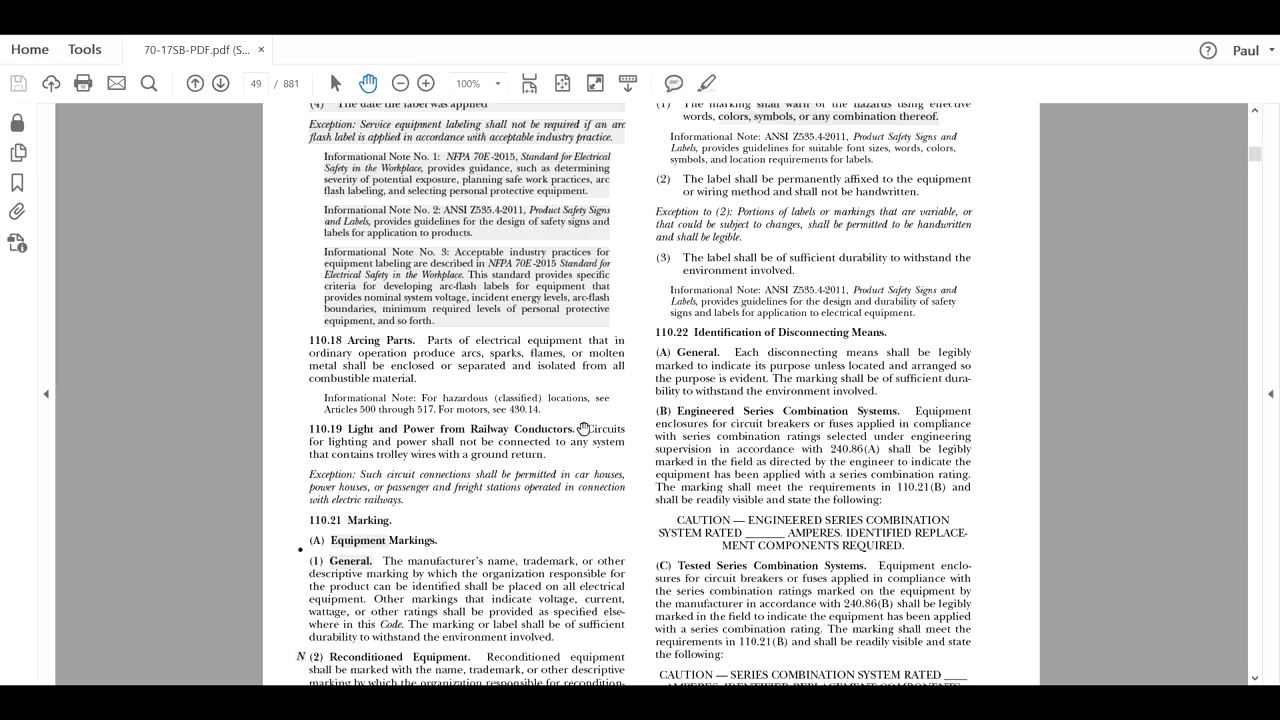 Home Tools 70-17SB-PDF.pdf (S... × Paul
49 / 881 100%
(4) The date the label was applied
Exception: Service equipment labeling shall not be required if an arc
flash label is applied in accordance with acceptable industry practice.
Informational Note No. 1: NFPA 70E -2015, Standard for Electrical
Safety in the Workplace, provides guidance, such as determining
severity of potential exposure, planning safe work practices, arc
flash labeling, and selecting personal protective equipment.
Informational Note No. 2: ANSI Z535.4-2011, Product Safety Signs
and Labels, provides guidelines for the design of safety signs and
labels for application to products.
Informational Note No. 3: Acceptable industry practices for
equipment labeling are described in NFPA 70E -2015 Standard for
Electrical Safety in the Workplace. This standard provides specific
criteria for developing arc-flash labels for equipment that
provides nominal system voltage, incident energy levels, arc-flash
boundaries, minimum required levels of personal protective
equipment, and so forth.
110.18 Arcing Parts. Parts of electrical equipment that in
ordinary operation produce arcs, sparks, flames, or molten
metal shall be enclosed or separated and isolated from all
combustible material.
Informational Note: For hazardous (classified) locations, see
Articles 500 through 517. For motors, see 430.14.
110.19 Light and Power from Railway Conductors. Circuits
for lighting and power shall not be connected to any system
that contains trolley wires with a ground return.
Exception: Such circuit connections shall be permitted in car houses,
power houses, or passenger and freight stations operated in connection
with electric railways.
110.21 Marking.
(A) Equipment Markings.
(1) General. The manufacturer's name, trademark, or other
descriptive marking by which the organization responsible for
the product can be identified shall be placed on all electrical
equipment. Other markings that indicate voltage, current,
wattage, or other ratings shall be provided as specified else-
where in this Code. The marking or label shall be of sufficient
durability to withstand the environment involved.
N (2) Reconditioned Equipment. Reconditioned equipment
shall be marked with the name, trademark, or other descriptive
marking by which the organization responsible for recondition-
(1) The marking shall warn of the hazards using effective
words, colors, symbols, or any combination thereof.
Informational Note: ANSI Z535.4-2011, Product Safety Signs and
Labels, provides guidelines for suitable font sizes, words, colors,
symbols, and location requirements for labels.
(2) The label shall be permanently affixed to the equipment
or wiring method and shall not be handwritten.
Exception to (2): Portions of labels or markings that are variable, or
that could be subject to changes, shall be permitted to be handwritten
and shall be legible.
(3) The label shall be of sufficient durability to withstand the
environment involved.
Informational Note: ANSI Z535.4-2011, Product Safety Signs and
Labels, provides guidelines for the design and durability of safety
signs and labels for application to electrical equipment.
110.22 Identification of Disconnecting Means.
(A) General. Each disconnecting means shall be legibly
marked to indicate its purpose unless located and arranged so
the purpose is evident. The marking shall be of sufficient dura-
bility to withstand the environment involved.
(B) Engineered Series Combination Systems. Equipment
enclosures for circuit breakers or fuses applied in compliance
with series combination ratings selected under engineering
supervision in accordance with 240.86(A) shall be legibly
marked in the field as directed by the engineer to indicate the
equipment has been applied with a series combination rating.
The marking shall meet the requirements in 110.21(B) and
shall be readily visible and state the following:
CAUTION — ENGINEERED SERIES COMBINATION
SYSTEM RATED _______ AMPERES. IDENTIFIED REPLACE-
MENT COMPONENTS REQUIRED.
(C) Tested Series Combination Systems. Equipment enclo-
sures for circuit breakers or fuses applied in compliance with
the series combination ratings marked on the equipment by
the manufacturer in accordance with 240.86(B) shall be legibly
marked in the field to indicate the equipment has been applied
with a series combination rating. The marking shall meet the
requirements in 110.21(B) and shall be readily visible and state
the following:
CAUTION — SERIES COMBINATION SYSTEM RATED ____
AMPERES. IDENTIFIED REPLACEMENT COMPONENTS